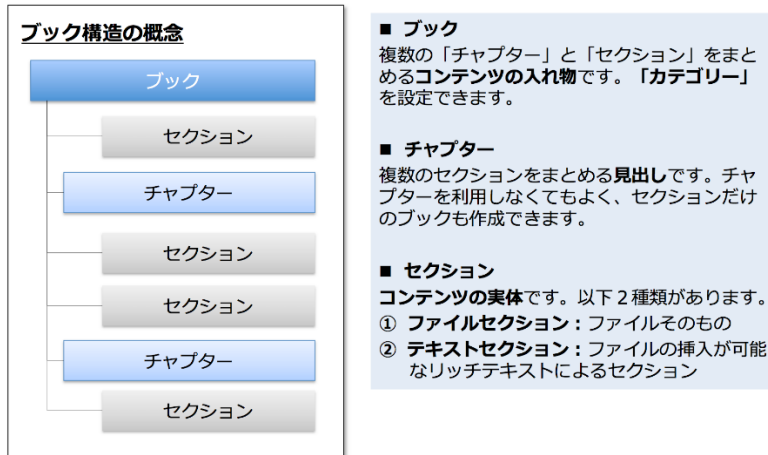 ブック構造の概念
ブック
セクション
チャプター
セクション
セクション
チャプター
セクション
■ ブック
複数の「チャプター」と「セクション」をまと
めるコンテンツの入れ物です。「カテゴリー」
を設定できます。
■ チャプター
複数のセクションをまとめる見出しです。チャ
プターを利用しなくてもよく、セクションだけ
のブックも作成できます。
■ セクション
コンテンツの実体です。以下２種類があります。
① ファイルセクション：ファイルそのもの
② テキストセクション：ファイルの挿入が可能
なリッチテキストによるセクション